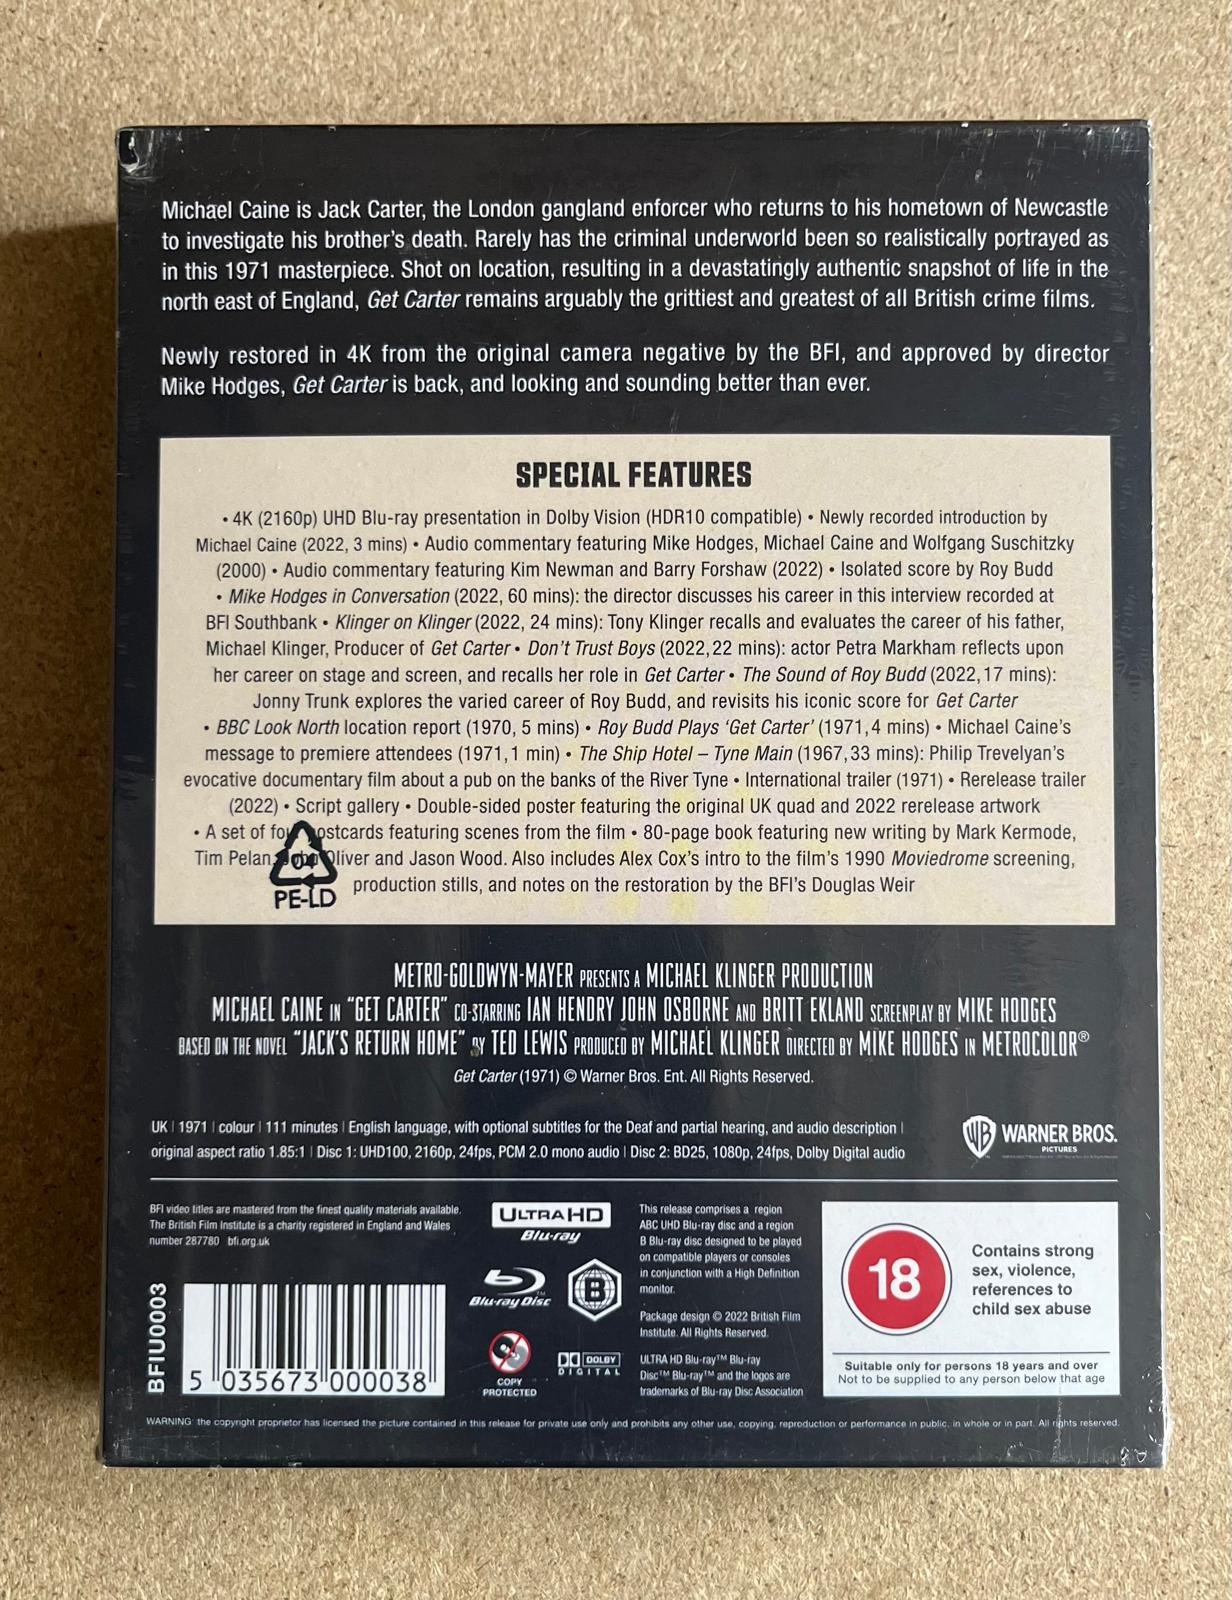 Michael Caine is Jack Carter, the London gangland enforcer who returns to his hometown of Newcastle
to investigate his brother's death. Rarely has the criminal underworld been so realistically portrayed as
in this 1971 masterpiece. Shot on location, resulting in a devastatingly authentic snapshot of life in the
north east of England, Get Carter remains arguably the grittiest and greatest of all British crime films.
Newly restored in 4K from the original camera negative by the BFI, and approved by director
Mike Hodges, Get Carter is back, and looking and sounding better than ever.
SPECIAL FEATURES
• 4K (2160p) UHD Blu-ray presentation in Dolby Vision (HDR10 compatible) • Newly recorded introduction by
Michael Caine (2022, 3 mins) • Audio commentary featuring Mike Hodges, Michael Caine and Wolfgang Suschitzky
(2000) • Audio commentary featuring Kim Newman and Barry Forshaw (2022) • Isolated score by Roy Budd
• Mike Hodges in Conversation (2022, 60 mins): the director discusses his career in this interview recorded at
BFI Southbank • Klinger on Klinger (2022, 24 mins): Tony Klinger recalls and evaluates the career of his father,
Michael Klinger, Producer of Get Carter • Don't Trust Boys (2022, 22 mins): actor Petra Markham reflects upon
her career on stage and screen, and recalls her role in Get Carter • The Sound of Roy Budd (2022, 17 mins):
Jonny Trunk explores the varied career of Roy Budd, and revisits his iconic score for Get Carter
• BBC Look North location report (1970, 5 mins) • Roy Budd Plays 'Get Carter' (1971, 4 mins) • Michael Caine's
message to premiere attendees (1971, 1 min) • The Ship Hotel – Tyne Main (1967, 33 mins): Philip Trevelyan's
evocative documentary film about a pub on the banks of the River Tyne • International trailer (1971) • Rerelease trailer
(2022) • Script gallery • Double-sided poster featuring the original UK quad and 2022 rerelease artwork
• A set of four postcards featuring scenes from the film • 80-page book featuring new writing by Mark Kermode,
Tim Pelan, John Oliver and Jason Wood. Also includes Alex Cox's intro to the film's 1990 Moviedrome screening,
production stills, and notes on the restoration by the BFI's Douglas Weir
04
PE-LD
METRO-GOLDWYN-MAYER PRESENTS A MICHAEL KLINGER PRODUCTION
MICHAEL CAINE IN "GET CARTER" CO-STARRING IAN HENDRY JOHN OSBORNE AND BRITT EKLAND SCREENPLAY BY MIKE HODGES
BASED ON THE NOVEL "JACK'S RETURN HOME" BY TED LEWIS PRODUCED BY MICHAEL KLINGER DIRECTED BY MIKE HODGES IN METROCOLOR®
Get Carter (1971) © Warner Bros. Ent. All Rights Reserved.
UK | 1971 | colour | 111 minutes | English language, with optional subtitles for the Deaf and partial hearing, and audio description |
original aspect ratio 1.85:1 | Disc 1: UHD100, 2160p, 24fps, PCM 2.0 mono audio | Disc 2: BD25, 1080p, 24fps, Dolby Digital audio
WB WARNER BROS.
PICTURES
BFI video titles are mastered from the finest quality materials available.
The British Film Institute is a charity registered in England and Wales
number 287780 bfi.org.uk
BFIU0003
5 035673 000038
ULTRA HD
Blu-ray
Blu-ray Disc™
B
COPY
PROTECTED
DOLBY
DIGITAL
This release comprises a region
ABC UHD Blu-ray disc and a region
B Blu-ray disc designed to be played
on compatible players or consoles
in conjunction with a High Definition
monitor.
Package design © 2022 British Film
Institute. All Rights Reserved.
ULTRA HD Blu-ray™ Blu-ray
Disc™ Blu-ray™ and the logos are
trademarks of Blu-ray Disc Association
18
Contains strong
sex, violence,
references to
child sex abuse
Suitable only for persons 18 years and over
Not to be supplied to any person below that age
WARNING: the copyright proprietor has licensed the picture contained in this release for private use only and prohibits any other use, copying, reproduction or performance in public, in whole or in part. All rights reserved.